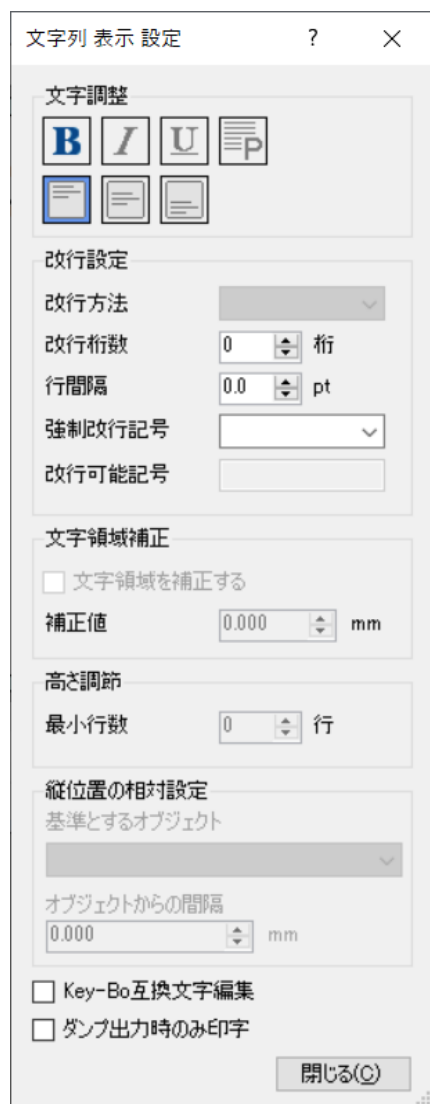 文字列 表示 設定 ?
文字調整
B I U P
改行設定
改行方法
改行桁数 0 桁
行間隔 0.0 pt
強制改行記号
改行可能記号
文字領域補正
文字領域を補正する
補正値 0.000 mm
高さ調節
最小行数 0 行
縦位置の相対設定
基準とするオブジェクト
オブジェクトからの間隔
0.000 mm
Key-Bo互換文字編集
ダンプ出力時のみ印字
閉じる(C)